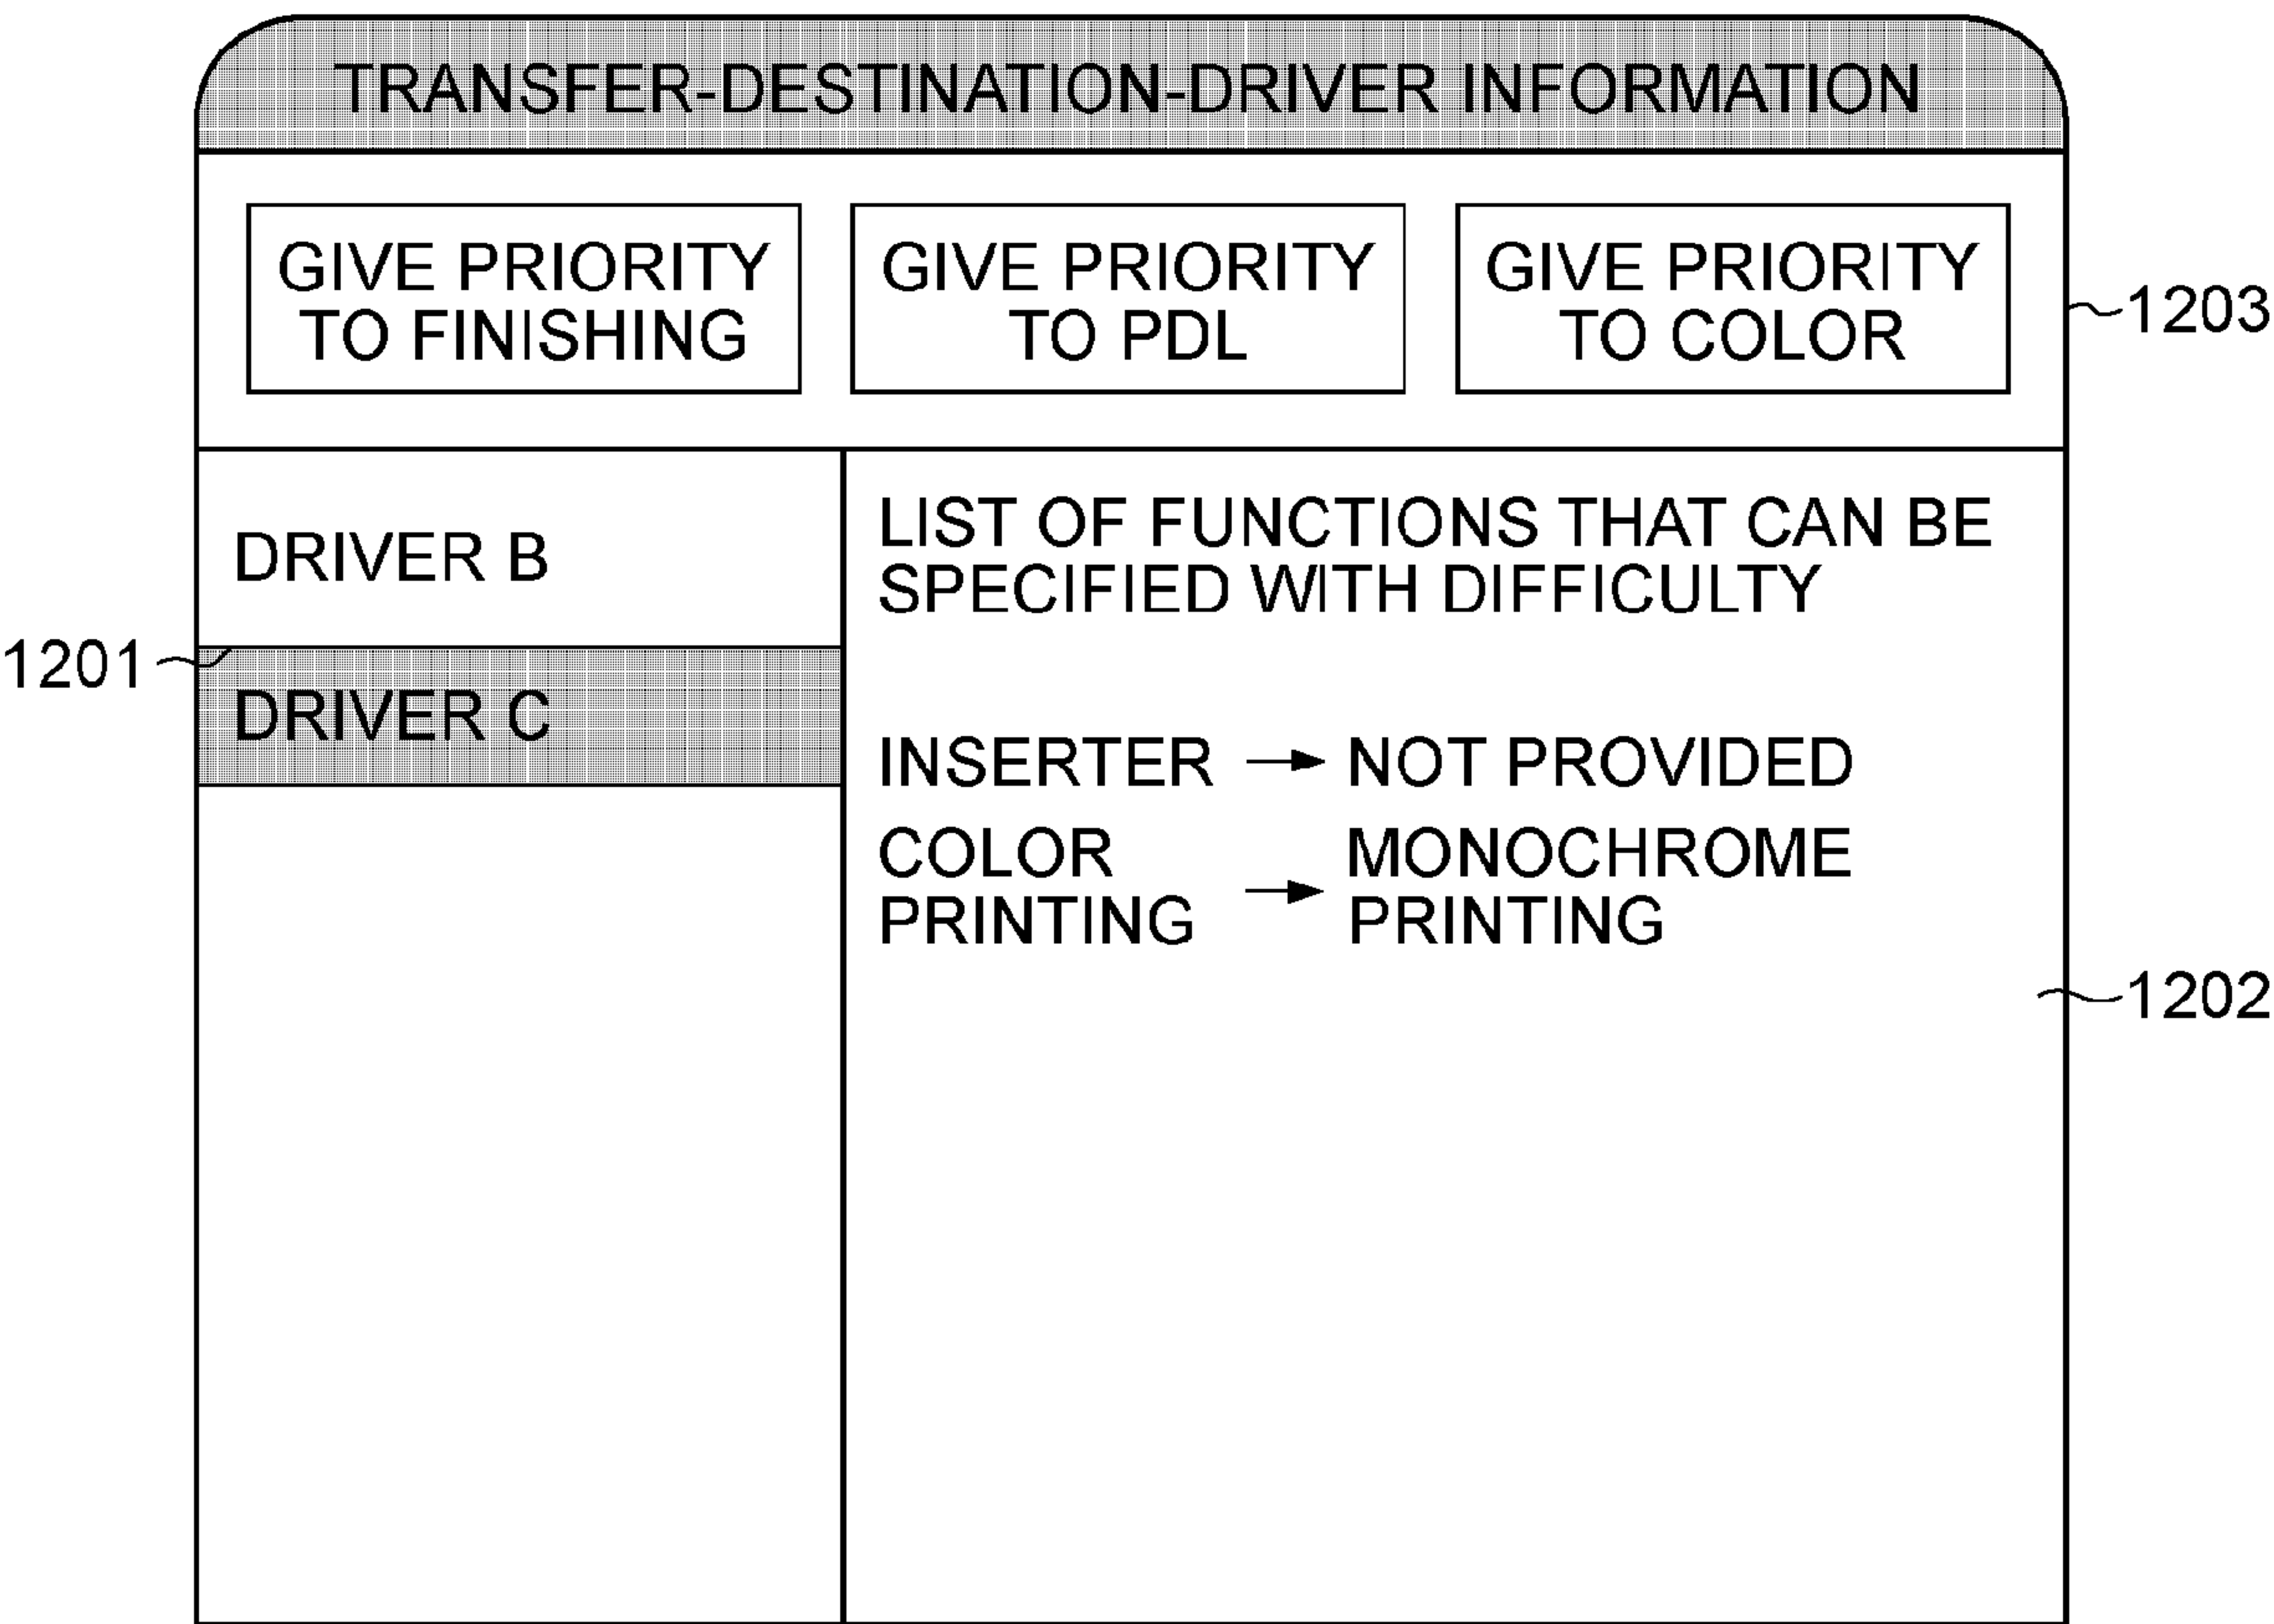 TRANSFER-DESTINATION-DRIVER INFORMATION
GIVE PRIORITY
TO FINISHING
GIVE PRIORITY
TO PDL
GIVE PRIORITY
TO COLOR
1203
DRIVER B
1201
DRIVER C
LIST OF FUNCTIONS THAT CAN BE
SPECIFIED WITH DIFFICULTY
INSERTER → NOT PROVIDED
COLOR
PRINTING
→
MONOCHROME
PRINTING
1202